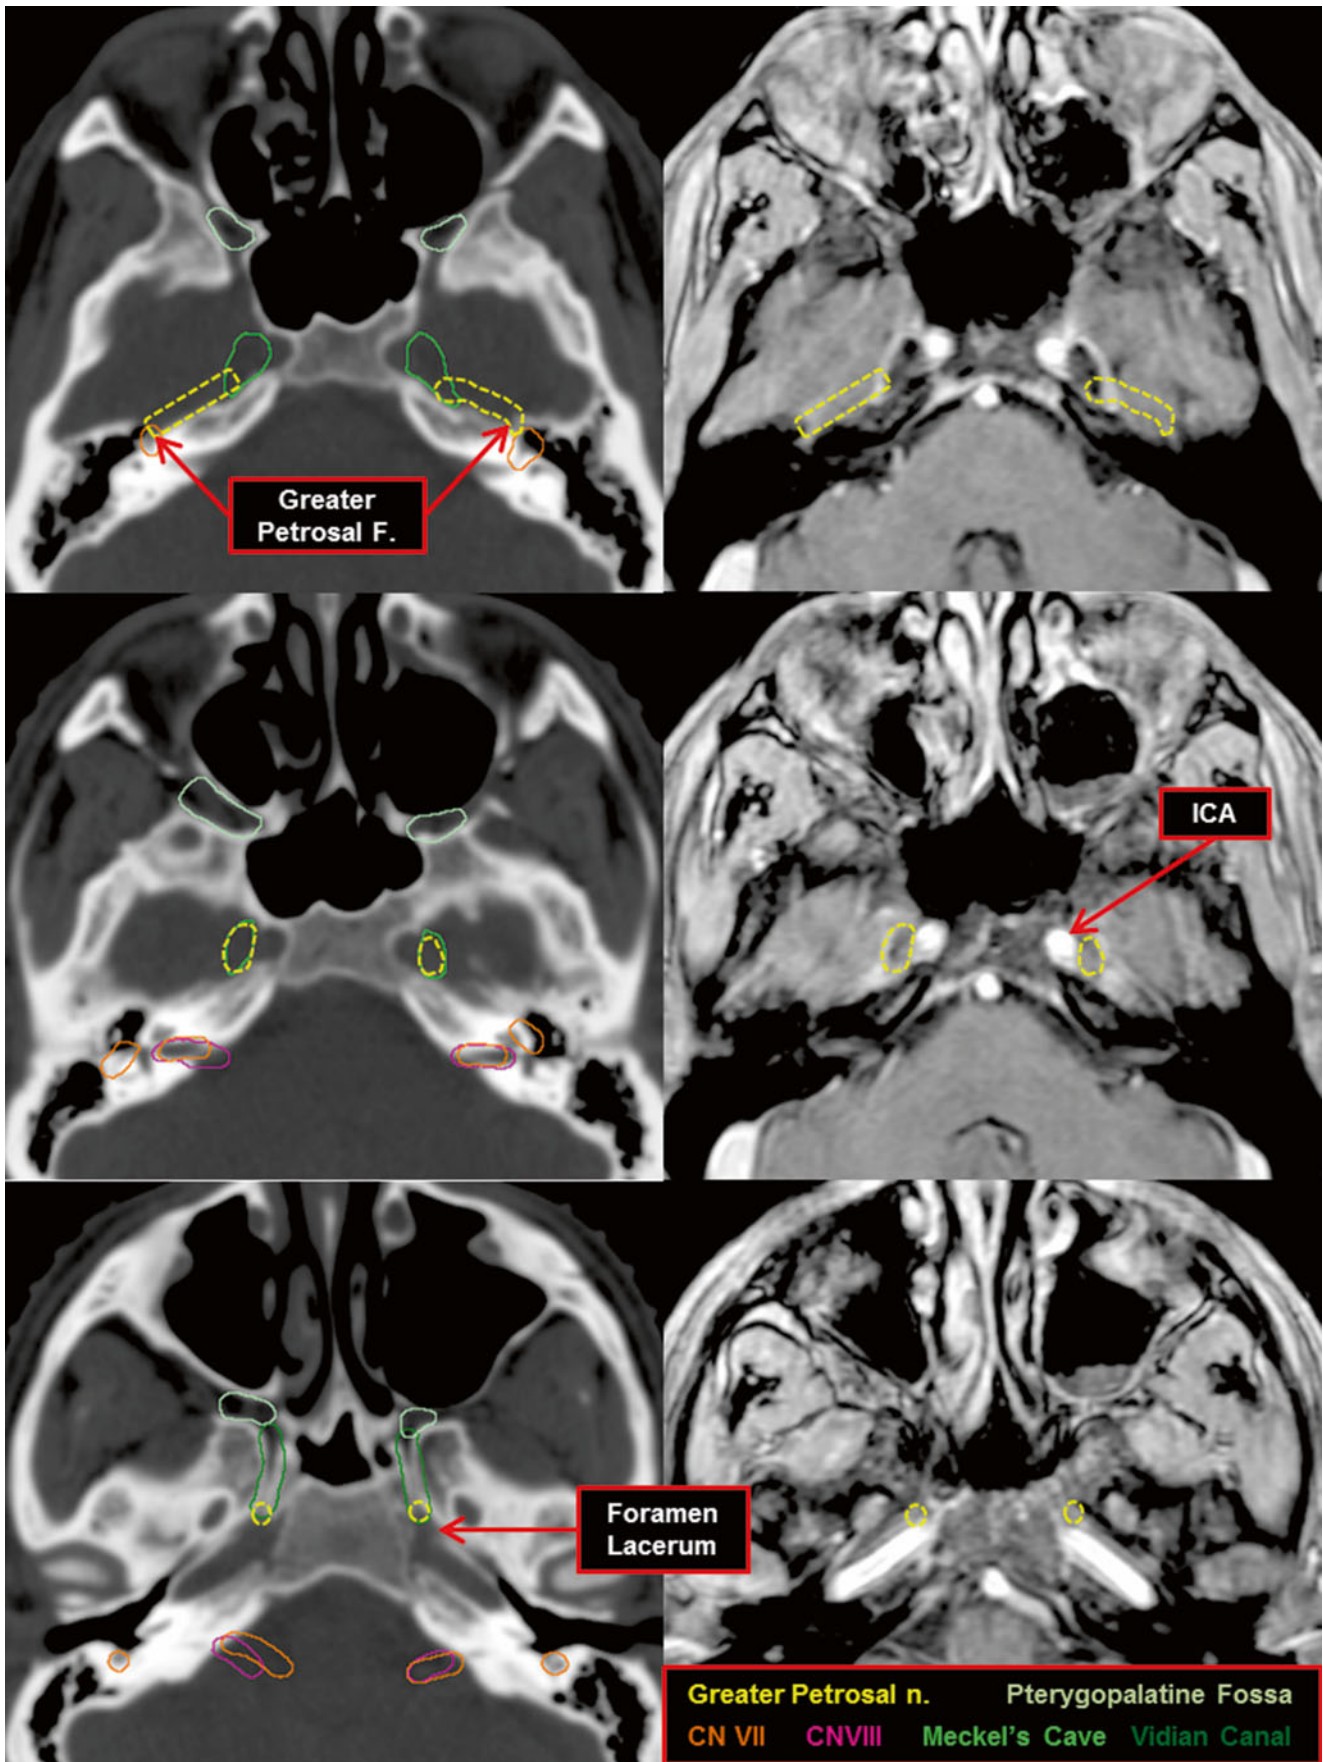 Greater
Petrosal F.
ICA
Foramen
Lacerum
Greater Petrosal n. Pterygopalatine Fossa
CN VII CNVIII Meckel's Cave Vidian Canal